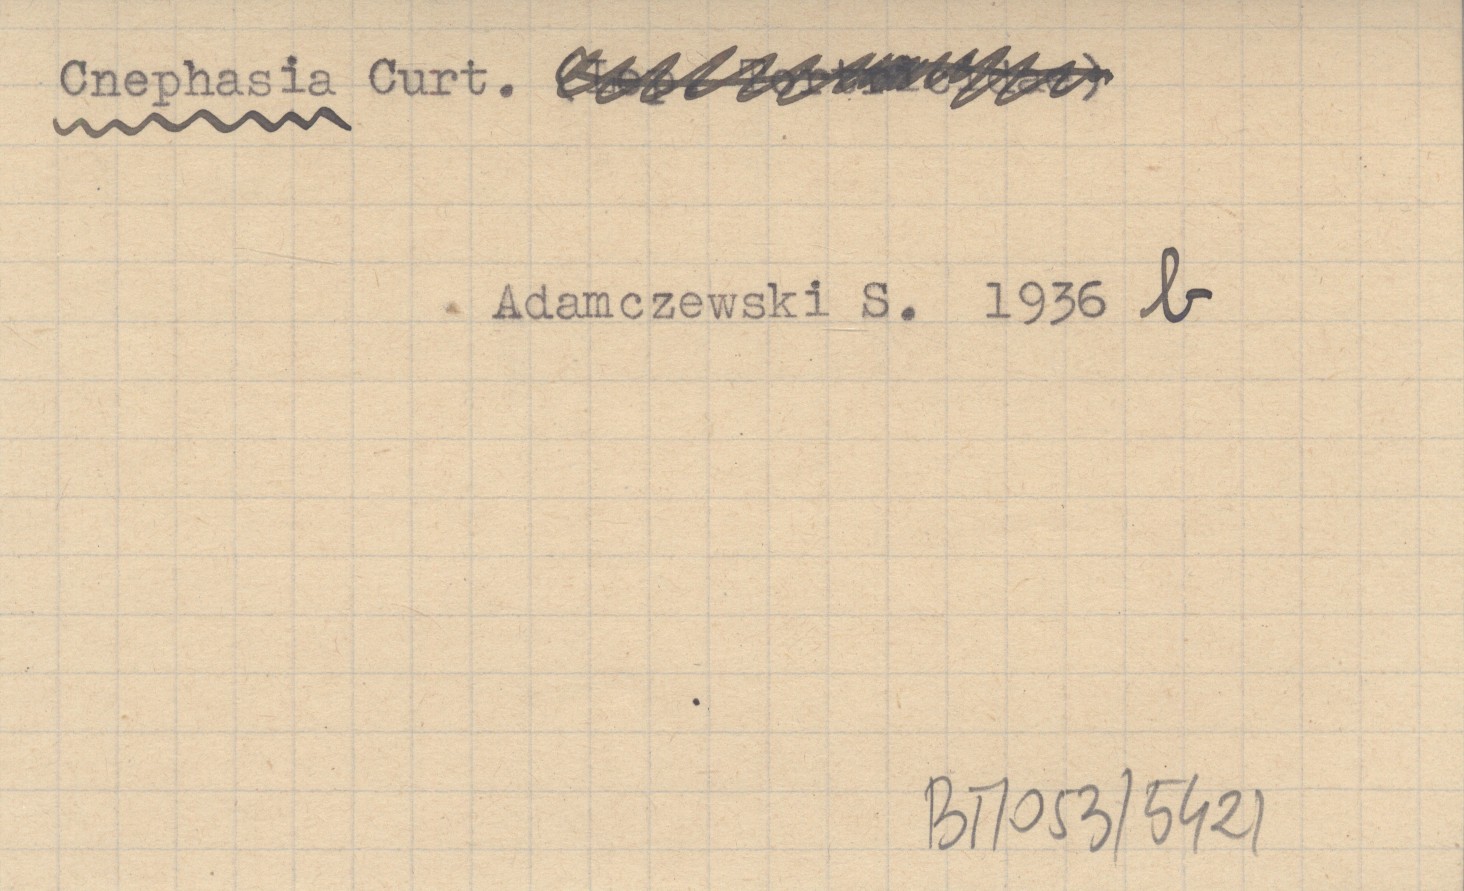 Cnephasia Curt.
Adamczewski S. 1936 b
BT/053/5421